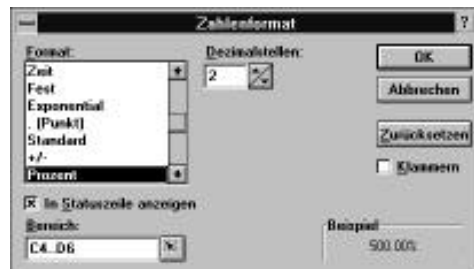 Zahlenformat ?
Format:
Dezimalstellen:
Zeit
Fest
Exponential
. (Punkt)
Standard
+/-
Prozent
2
OK
Abbrechen
Zurücksetzen
Klammern
In Statuszeile anzeigen
Bereich:
C4..D6
Beispiel
500.00%